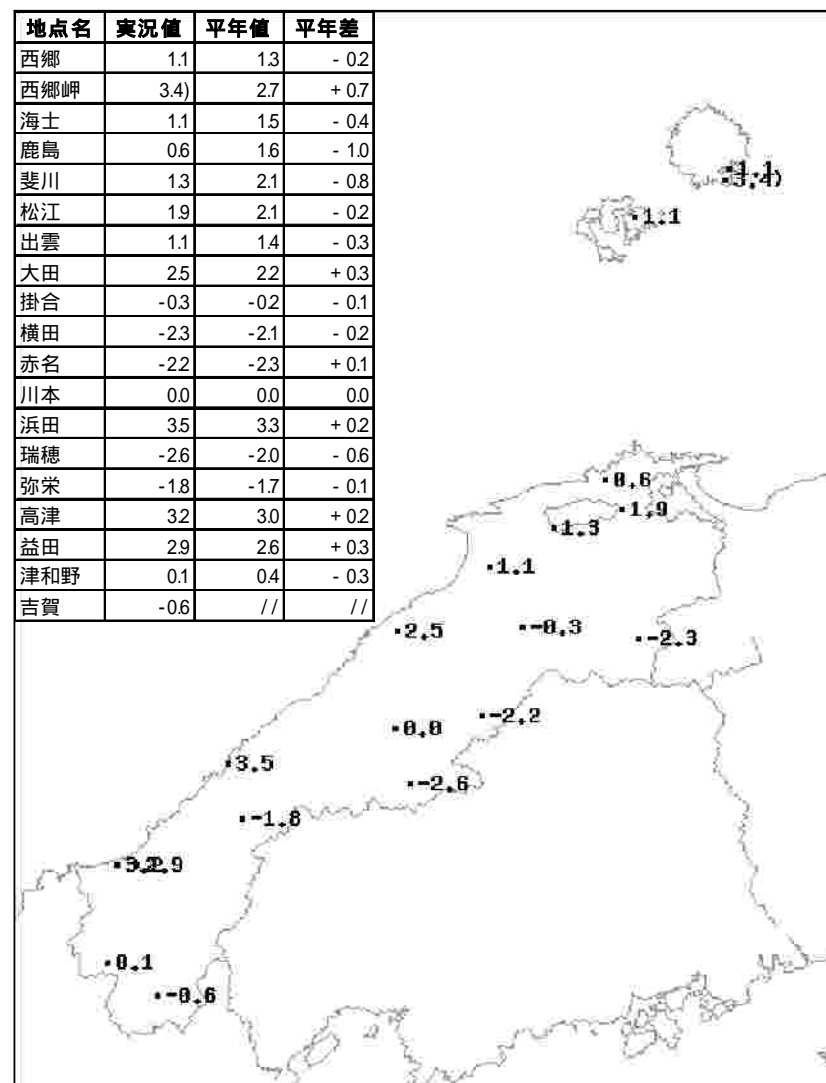 地点名 実況値 平年値 平年差
西郷 1.1 1.3 - 0.2
西郷岬 3.4) 2.7 + 0.7
海士 1.1 1.5 - 0.4
鹿島 0.6 1.6 - 1.0
斐川 1.3 2.1 - 0.8
松江 1.9 2.1 - 0.2
出雲 1.1 1.4 - 0.3
大田 2.5 2.2 + 0.3
掛合 -0.3 -0.2 - 0.1
横田 -2.3 -2.1 - 0.2
赤名 -2.2 -2.3 + 0.1
川本 0.0 0.0 0.0
浜田 3.5 3.3 + 0.2
瑞穂 -2.6 -2.0 - 0.6
弥栄 -1.8 -1.7 - 0.1
高津 3.2 3.0 + 0.2
益田 2.9 2.6 + 0.3
津和野 0.1 0.4 - 0.3
吉賀 -0.6 // //
1.1
3.4)
1.1
0.6
1.9
1.3
1.1
2.5
-0.3
-2.3
-2.2
0.0
3.5
-2.6
-1.8
2.9
0.1
-0.6